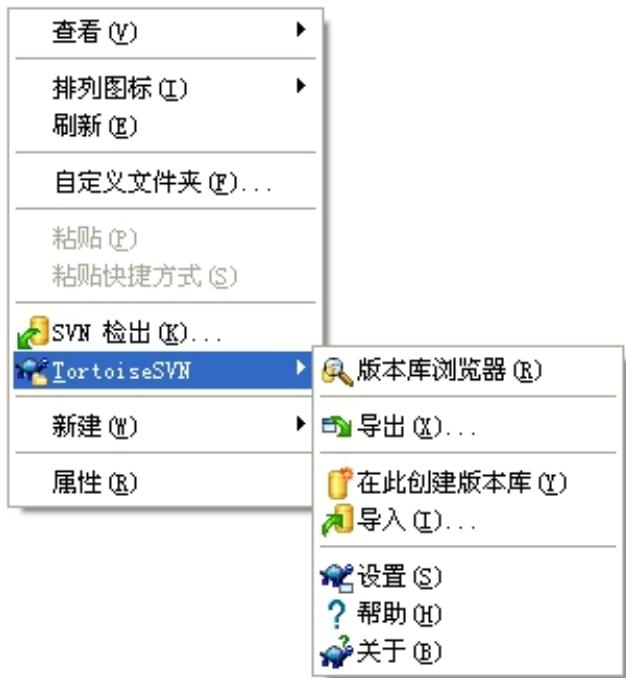 查看(V)
排列图标(I)
刷新(E)
自定义文件夹(F)...
粘贴(P)
粘贴快捷方式(S)
SVN 检出(K)...
TortoiseSVN
新建(W)
属性(R)
版本库浏览器(R)
导出(X)...
在此创建版本库(Y)
导入(I)...
设置(S)
帮助(H)
关于(B)